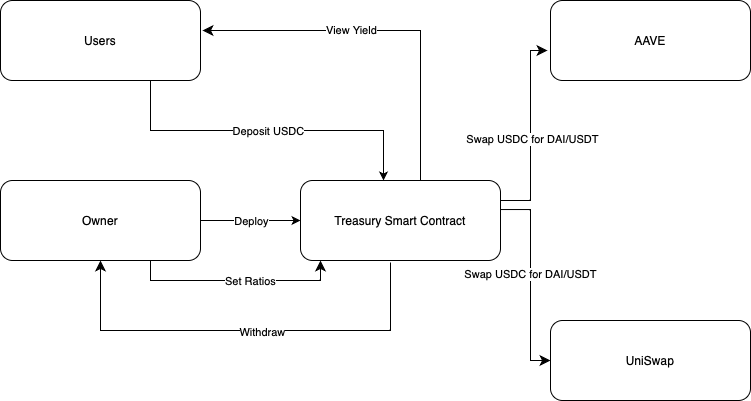 Users
View Yield
AAVE
Deposit USDC
Swap USDC for DAI/USDT
Owner
Deploy
Treasury Smart Contract
Set Ratios
Swap USDC for DAI/USDT
Withdraw
UniSwap